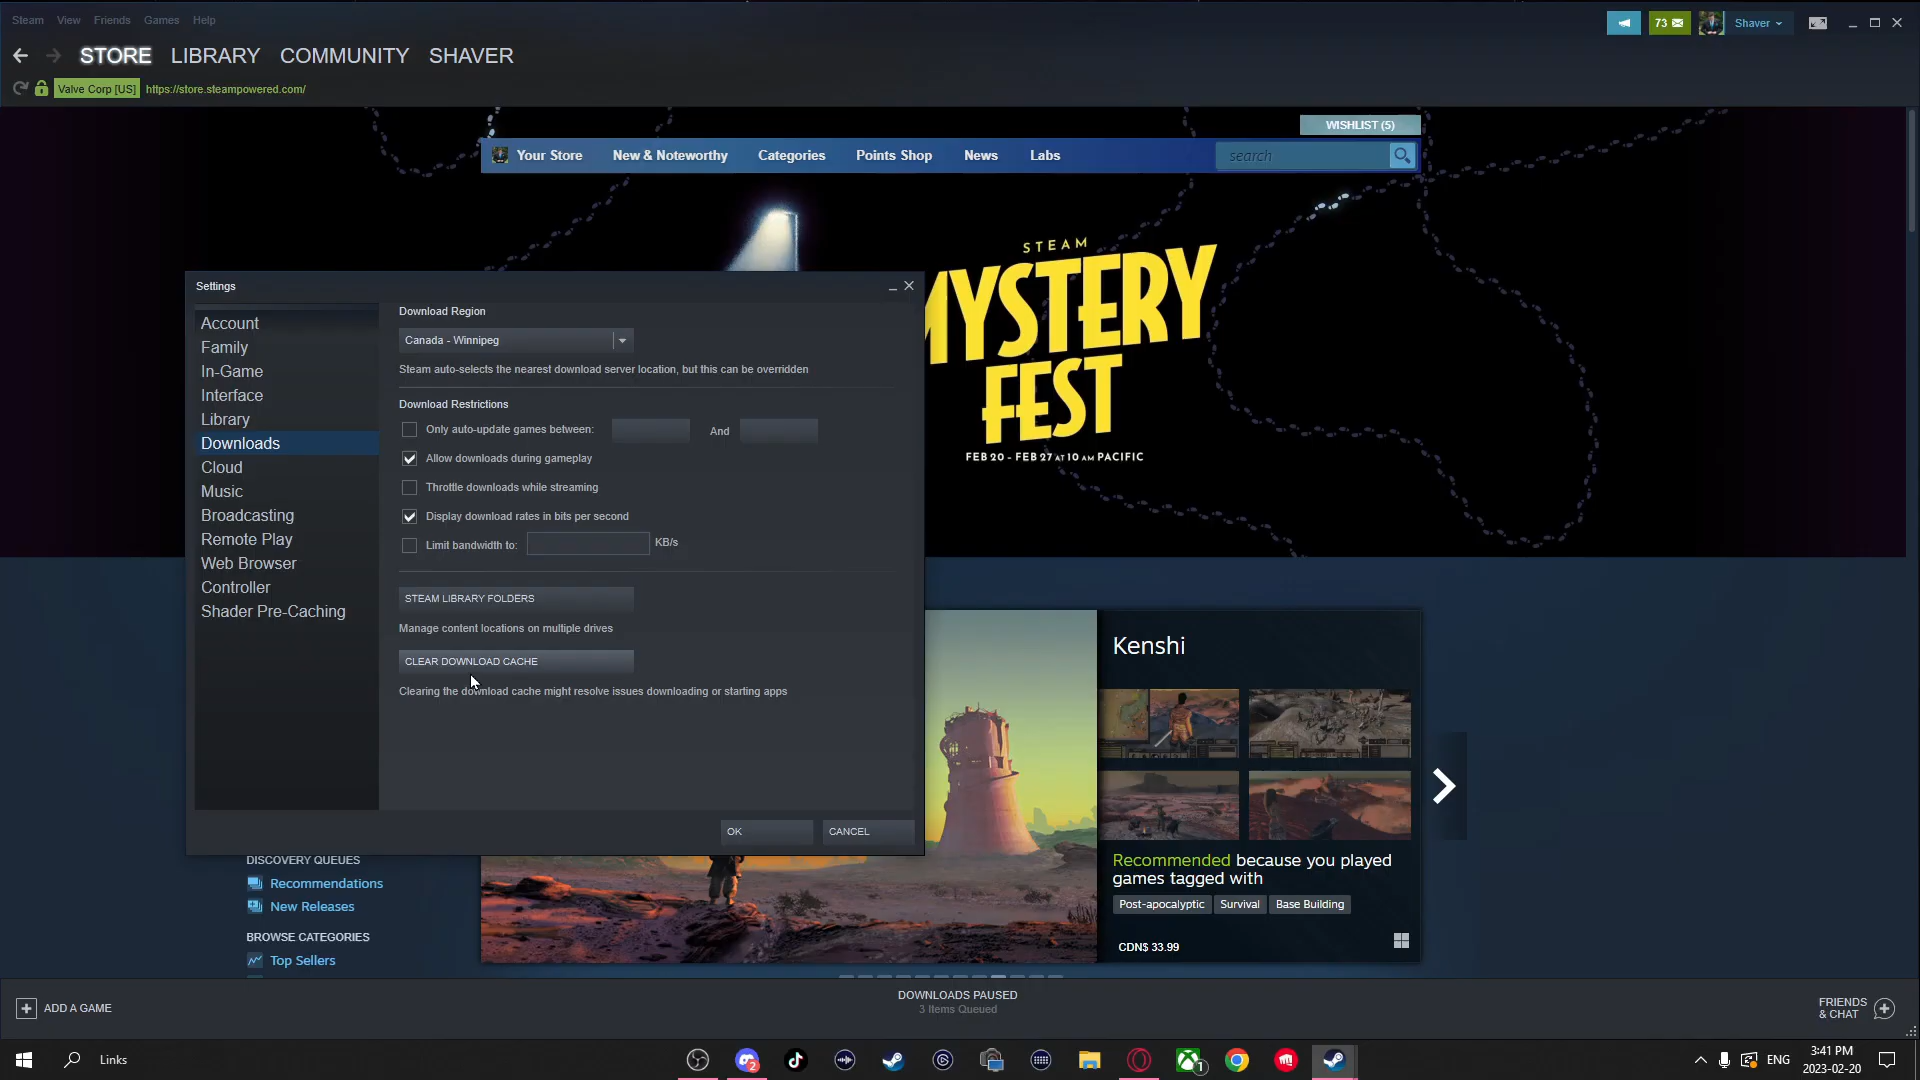 Steam View Friends Games Help
73
Shaver
STORE LIBRARY COMMUNITY SHAVER
Valve Corp [US] https://store.steampowered.com/
WISHLIST (5)
Your Store New & Noteworthy Categories Points Shop News Labs search
STEAM
MYSTERY
FEST
FEB 20 - FEB 27 AT 10 AM PACIFIC
Settings
Account
Family
In-Game
Interface
Library
Downloads
Cloud
Music
Broadcasting
Remote Play
Web Browser
Controller
Shader Pre-Caching
Download Region
Canada - Winnipeg
Steam auto-selects the nearest download server location, but this can be overridden
Download Restrictions
Only auto-update games between: And
Allow downloads during gameplay
Throttle downloads while streaming
Display download rates in bits per second
Limit bandwidth to: KB/s
STEAM LIBRARY FOLDERS
Manage content locations on multiple drives
CLEAR DOWNLOAD CACHE
Clearing the download cache might resolve issues downloading or starting apps
OK CANCEL
Kenshi
Recommended because you played
games tagged with
Post-apocalyptic Survival Base Building
CDN$ 33.99
DISCOVERY QUEUES
Recommendations
New Releases
BROWSE CATEGORIES
Top Sellers
ADD A GAME
DOWNLOADS PAUSED
3 Items Queued
FRIENDS
& CHAT
Links
2
1
ENG
3:41 PM
2023-02-20